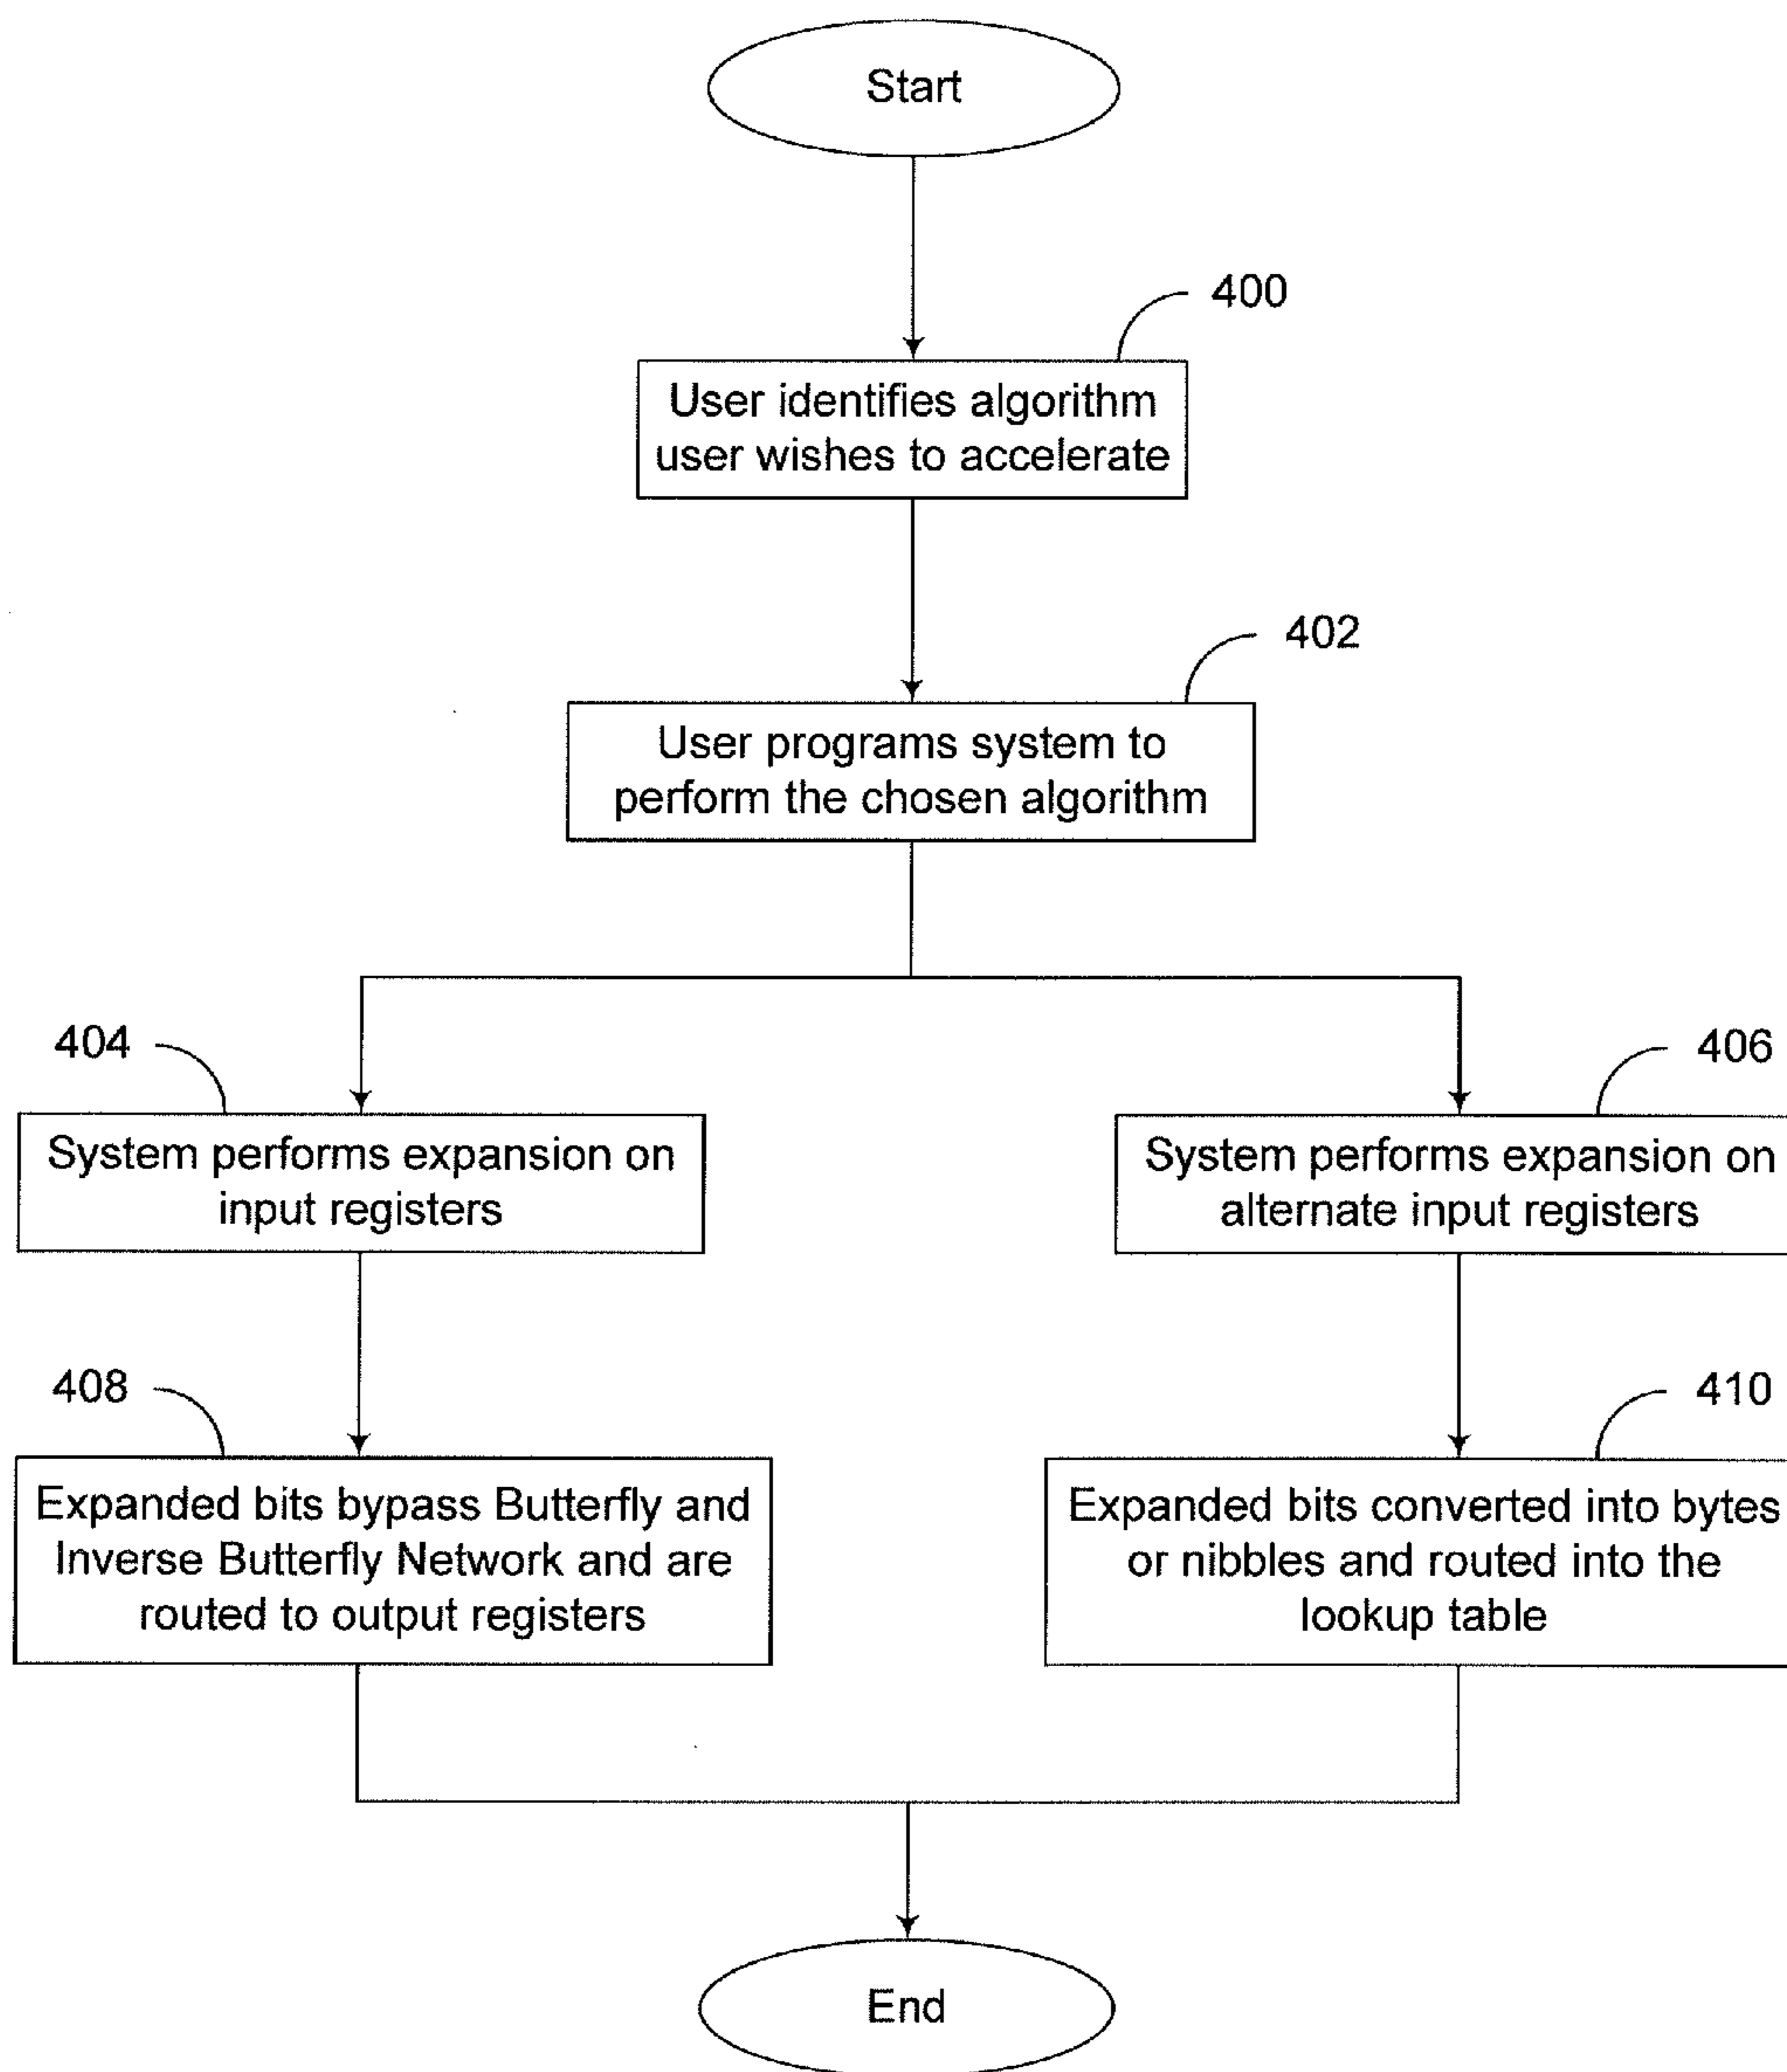 Start
400
User identifies algorithm
user wishes to accelerate
402
User programs system to
perform the chosen algorithm
404
System performs expansion on
input registers
406
System performs expansion on
alternate input registers
408
Expanded bits bypass Butterfly and
Inverse Butterfly Network and are
routed to output registers
410
Expanded bits converted into bytes
or nibbles and routed into the
lookup table
End